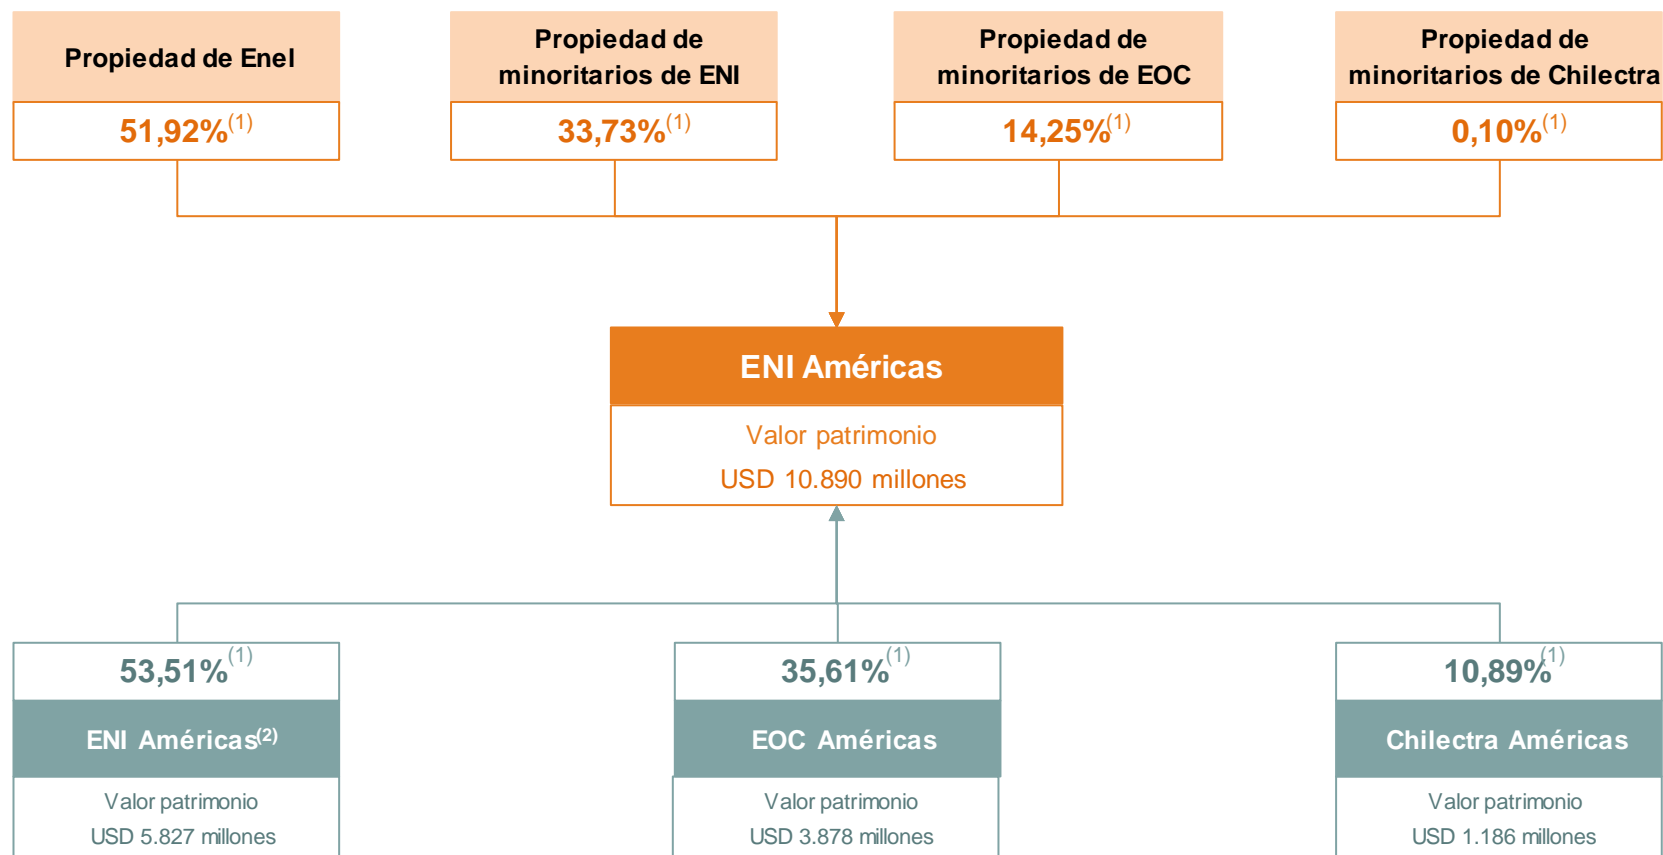 Propiedad de Enel
51,92%(1)
Propiedad de
minoritarios de ENI
33,73%(1)
Propiedad de
minoritarios de EOC
14,25%(1)
Propiedad de
minoritarios de Chilectra
0,10%(1)
ENI Américas
Valor patrimonio
USD 10.890 millones
53,51%(1)
ENI Américas(2)
Valor patrimonio
USD 5.827 millones
35,61%(1)
EOC Américas
Valor patrimonio
USD 3.878 millones
10,89%(1)
Chilectra Américas
Valor patrimonio
USD 1.186 millones